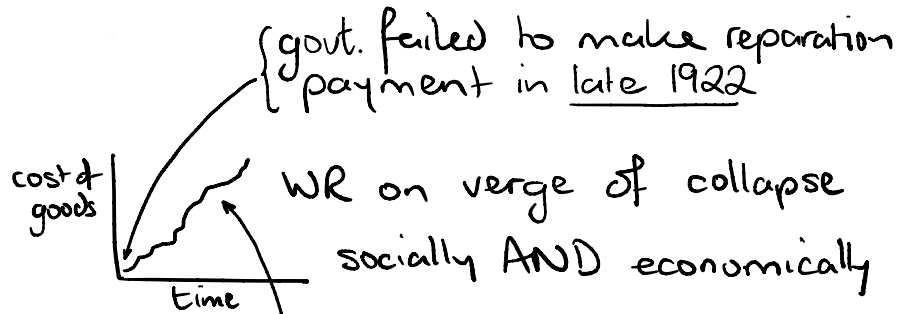 govt. failed to make reparation
payment in late 1922
cost of
goods
WR on verge of collapse
socially AND economically
time